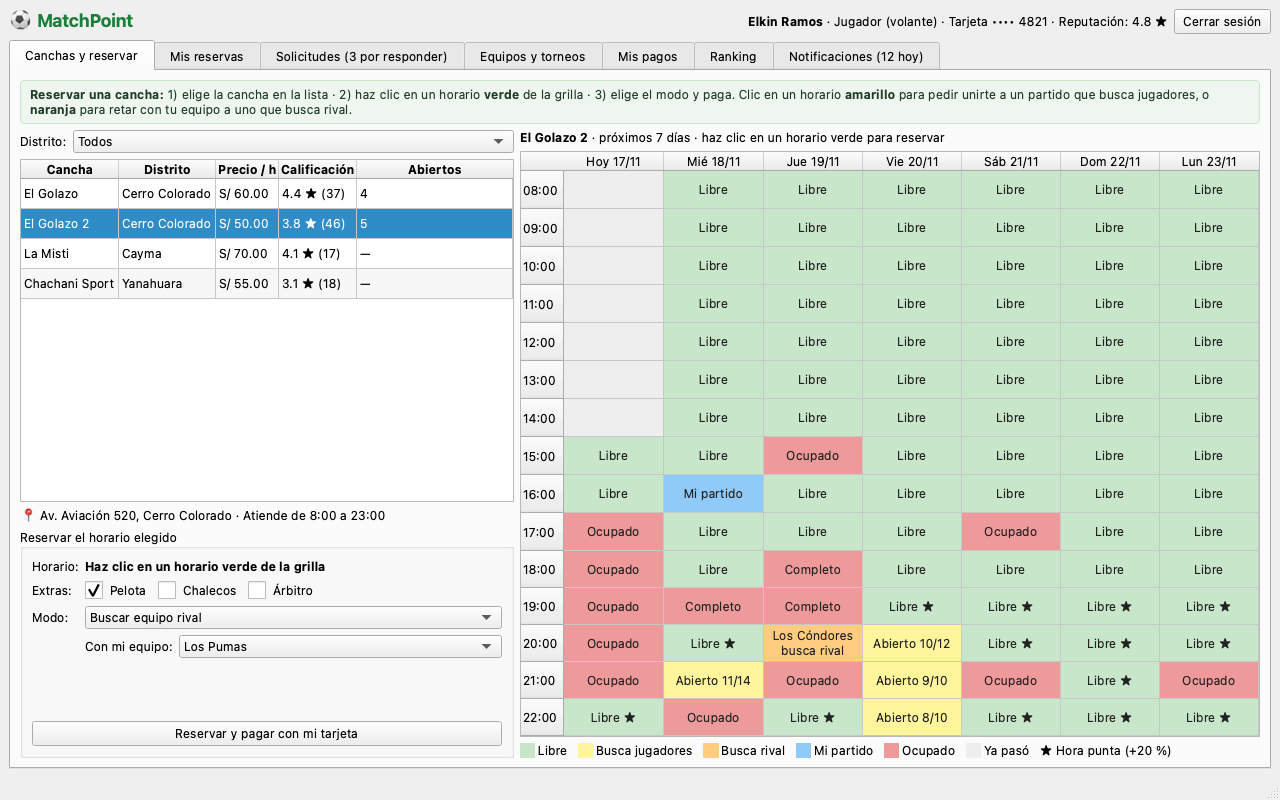 MatchPoint
Elkin Ramos · Jugador (volante) · Tarjeta •••• 4821 · Reputación: 4.8 ★
Cerrar sesión
Canchas y reservar
Mis reservas
Solicitudes (3 por responder)
Equipos y torneos
Mis pagos
Ranking
Notificaciones (12 hoy)
Reservar una cancha: 1) elige la cancha en la lista · 2) haz clic en un horario verde de la grilla · 3) elige el modo y paga. Clic en un horario amarillo para pedir unirte a un partido que busca jugadores, o
naranja para retar con tu equipo a uno que busca rival.
Distrito: Todos
Cancha Distrito Precio / h Calificación Abiertos
El Golazo Cerro Colorado S/ 60.00 4.4 ★ (37) 4
El Golazo 2 Cerro Colorado S/ 50.00 3.8 ★ (46) 5
La Misti Cayma S/ 70.00 4.1 ★ (17) —
Chachani Sport Yanahuara S/ 55.00 3.1 ★ (18) —
Av. Aviación 520, Cerro Colorado · Atiende de 8:00 a 23:00
Reservar el horario elegido
Horario: Haz clic en un horario verde de la grilla
Extras: Pelota Chalecos Árbitro
Modo: Buscar equipo rival
Con mi equipo: Los Pumas
Reservar y pagar con mi tarjeta
El Golazo 2 · próximos 7 días · haz clic en un horario verde para reservar
Hoy 17/11 Mié 18/11 Jue 19/11 Vie 20/11 Sáb 21/11 Dom 22/11 Lun 23/11
08:00 Libre Libre Libre Libre Libre Libre
09:00 Libre Libre Libre Libre Libre Libre
10:00 Libre Libre Libre Libre Libre Libre
11:00 Libre Libre Libre Libre Libre Libre
12:00 Libre Libre Libre Libre Libre Libre
13:00 Libre Libre Libre Libre Libre Libre
14:00 Libre Libre Libre Libre Libre Libre
15:00 Libre Libre Ocupado Libre Libre Libre Libre
16:00 Libre Mi partido Libre Libre Libre Libre Libre
17:00 Ocupado Libre Libre Libre Ocupado Libre Libre
18:00 Ocupado Libre Completo Libre Libre Libre Libre
19:00 Ocupado Completo Completo Libre ★ Libre ★ Libre ★ Libre ★
20:00 Ocupado Libre ★ Los Cóndores busca rival Abierto 10/12 Libre ★ Libre ★ Libre ★
21:00 Ocupado Abierto 11/14 Ocupado Abierto 9/10 Ocupado Libre ★ Ocupado
22:00 Libre ★ Ocupado Libre ★ Abierto 8/10 Libre ★ Libre ★ Libre ★
Libre Busca jugadores Busca rival Mi partido Ocupado Ya pasó ★ Hora punta (+20 %)